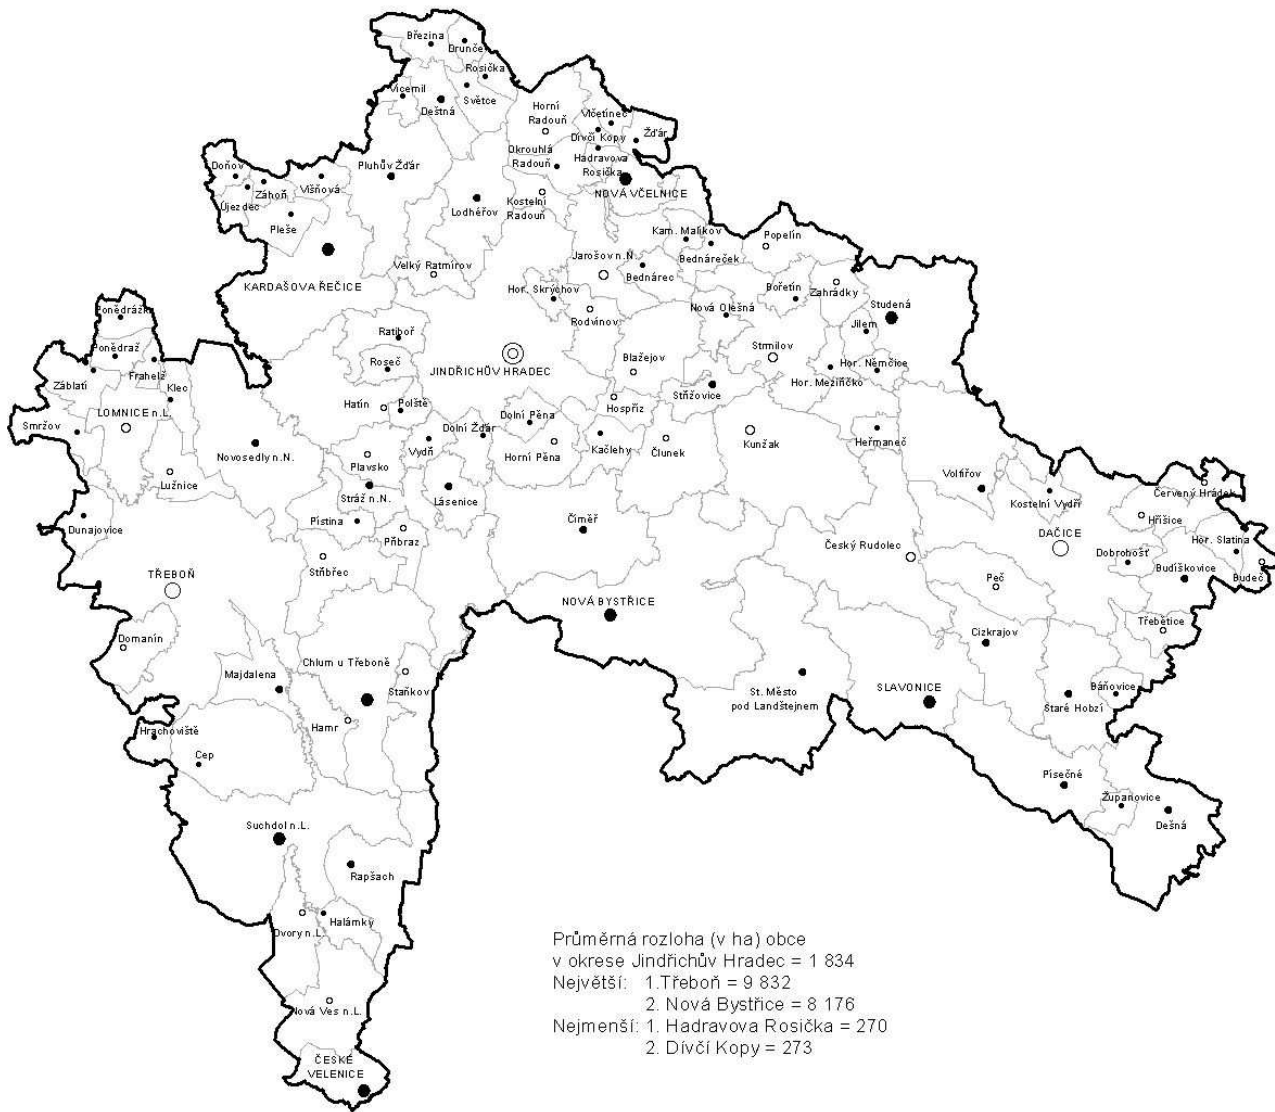 Březina
Drunče
Rosička
Světce
Vícemil
Deštná
Horní
Radouň
Vlčetínec
Dívčí Kopy
Žďár
Okrouhlá
Radouň
Hadravova
Rosička
NOVÁ VČELNICE
Doňov
Záhoří
Višňová
Pluhův Žďár
Újezdec
Pleše
Lodhéřov
Kostelní
Radouň
Kam. Malíkov
Popelín
Bednáreček
KARDAŠOVA ŘEČICE
Velký Ratmírov
Jarošov n.N.
Bednárec
Hor. Skrýchov
Rodvínov
Bořetín
Zahrádky
Nová Olešná
Studená
Jilem
Ponědrážka
Ponědraž
Ratiboř
Roseč
JINDŘICHŮV HRADEC
Blažejov
Strmilov
Hor. Němčice
Hor. Meziříčko
Záblatí
Frahelž
Klec
Hatín
Polště
Hospříz
Střížovice
LOMNICE n.L.
Smržov
Novosedly n.N.
Lužnice
Plavsko
Vydří
Dolní Žďár
Dolní Pěna
Horní Pěna
Kačlehy
Člunek
Kunžak
Heřmaneč
Volfířov
Kostelní Vydří
Červený Hrádek
Hříšice
Dunajovice
Stráž n.N.
Lásenice
Pístina
Příbraz
Číměř
Stříbřec
Český Rudolec
DAČICE
Dobrohošť
Hor. Slatina
Budíškovice
Budeč
TŘEBOŇ
Peč
NOVÁ BYSTŘICE
Třebětice
Cizkrajov
Domanín
Majdalena
Chlum u Třeboně
Staňkov
Hamr
St. Město
pod Landštejnem
SLAVONICE
Staré Hobzí
Báňovice
Hrachoviště
Cep
Písečné
Županovice
Dešná
Suchdol n.L.
Rapšach
Halámky
Dvory n.L.
Nová Ves n.L.
ČESKÉ
VELENICE
Průměrná rozloha (v ha) obce
v okrese Jindřichův Hradec = 1 834
Největší: 1.Třeboň = 9 832
2. Nová Bystřice = 8 176
Nejmenší: 1. Hadravova Rosička = 270
2. Dívčí Kopy = 273